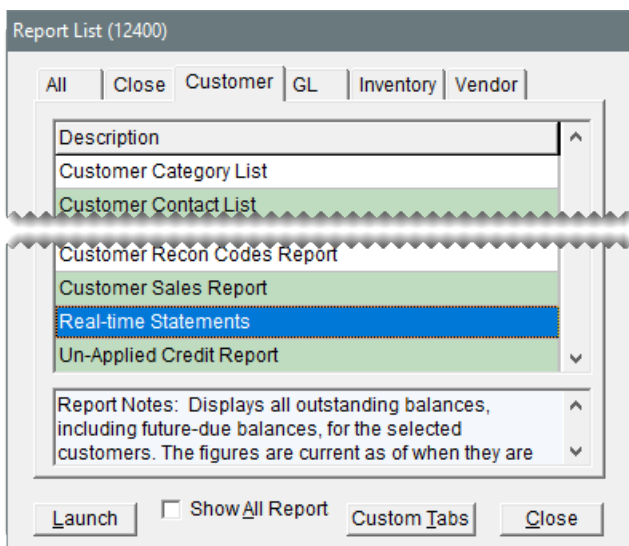 Report List (12400)
All Close Customer GL Inventory Vendor
Description
Customer Category List
Customer Contact List
Customer Recon Codes Report
Customer Sales Report
Real-time Statements
Un-Applied Credit Report
Report Notes: Displays all outstanding balances,
including future-due balances, for the selected
customers. The figures are current as of when they are
Launch Show All Report Custom Tabs Close